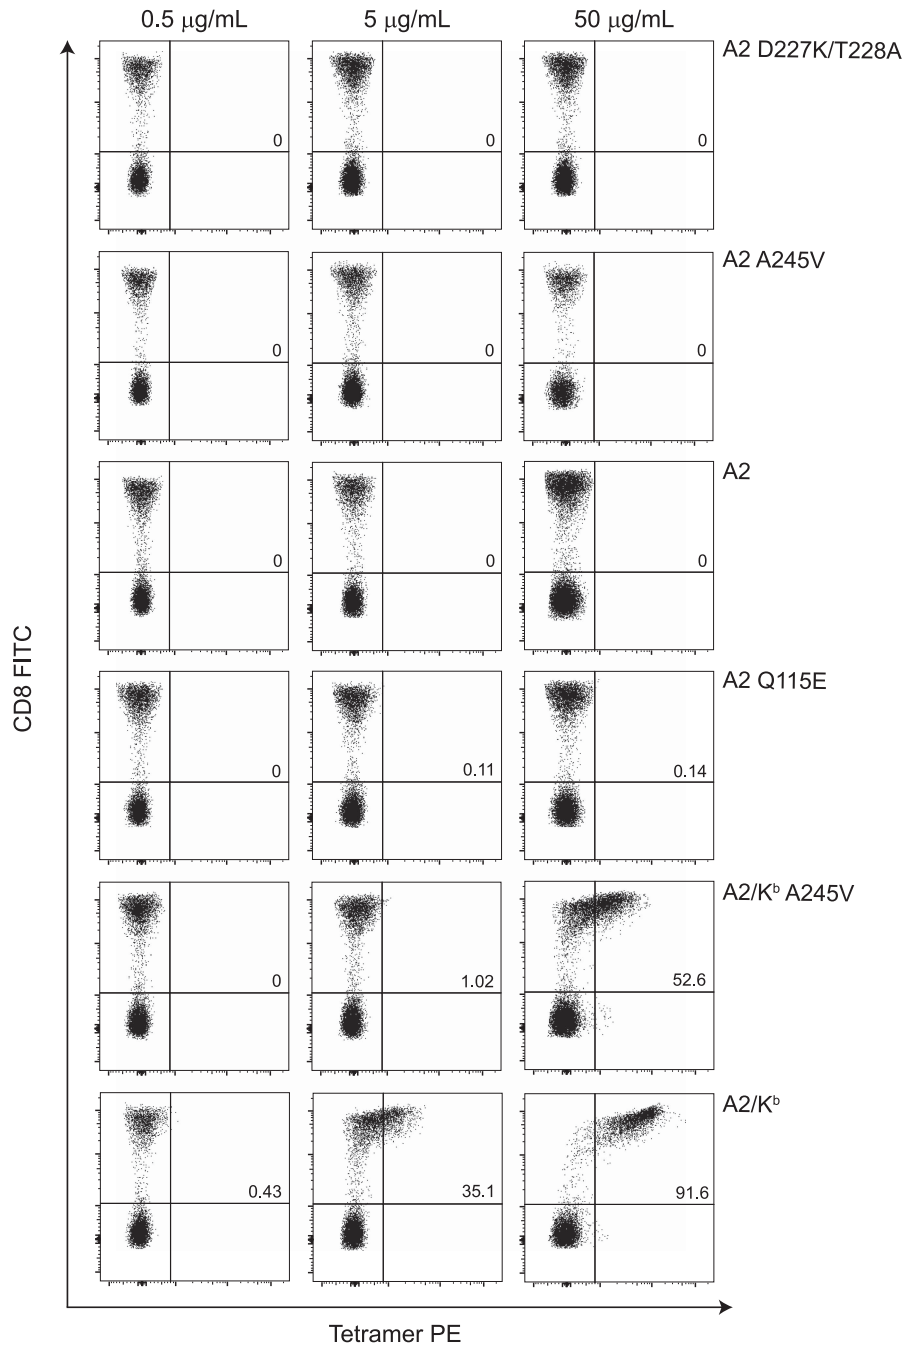 0.5 μg/mL 5 μg/mL 50 μg/mL
A2 D227K/T228A
0 0 0
A2 A245V
0 0 0
A2
0 0 0
A2 Q115E
0 0.11 0.14
A2/Kᵇ A245V
0 1.02 52.6
A2/Kᵇ
0.43 35.1 91.6
CD8 FITC
Tetramer PE